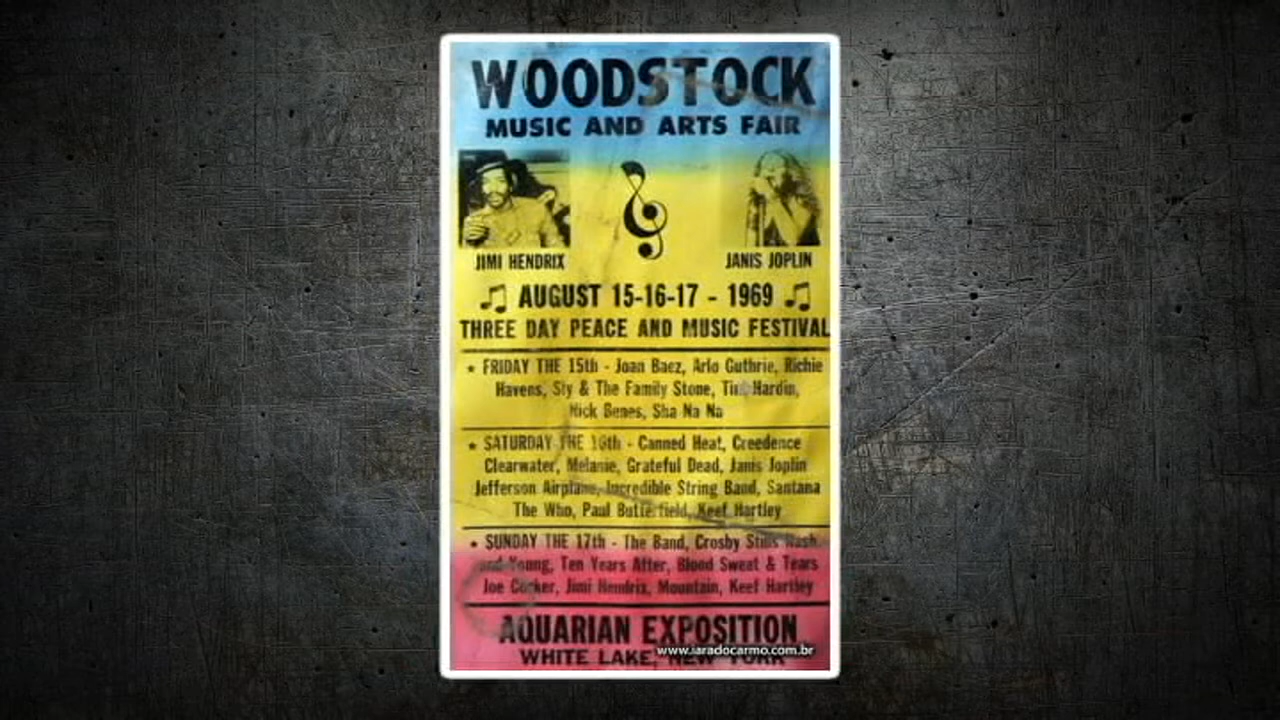 WOODSTOCK
MUSIC AND ARTS FAIR
JIMI HENDRIX
JANIS JOPLIN
AUGUST 15-16-17 - 1969
THREE DAY PEACE AND MUSIC FESTIVAL
★ FRIDAY THE 15th - Joan Baez, Arlo Guthrie, Richie
Havens, Sly & The Family Stone, Tim Hardin,
Nick Benes, Sha Na Na
★ SATURDAY THE 16th - Canned Heat, Creedence
Clearwater, Melanie, Grateful Dead, Janis Joplin
Jefferson Airplane, Incredible String Band, Santana
The Who, Paul Butterfield, Keef Hartley
★ SUNDAY THE 17th - The Band, Crosby Stills Nash
and Young, Ten Years After, Blood Sweat & Tears
Joe Cocker, Jimi Hendrix, Mountain, Keef Hartley
AQUARIAN EXPOSITION
www.iaradocarmo.com.br
WHITE LAKE, NEW YORK